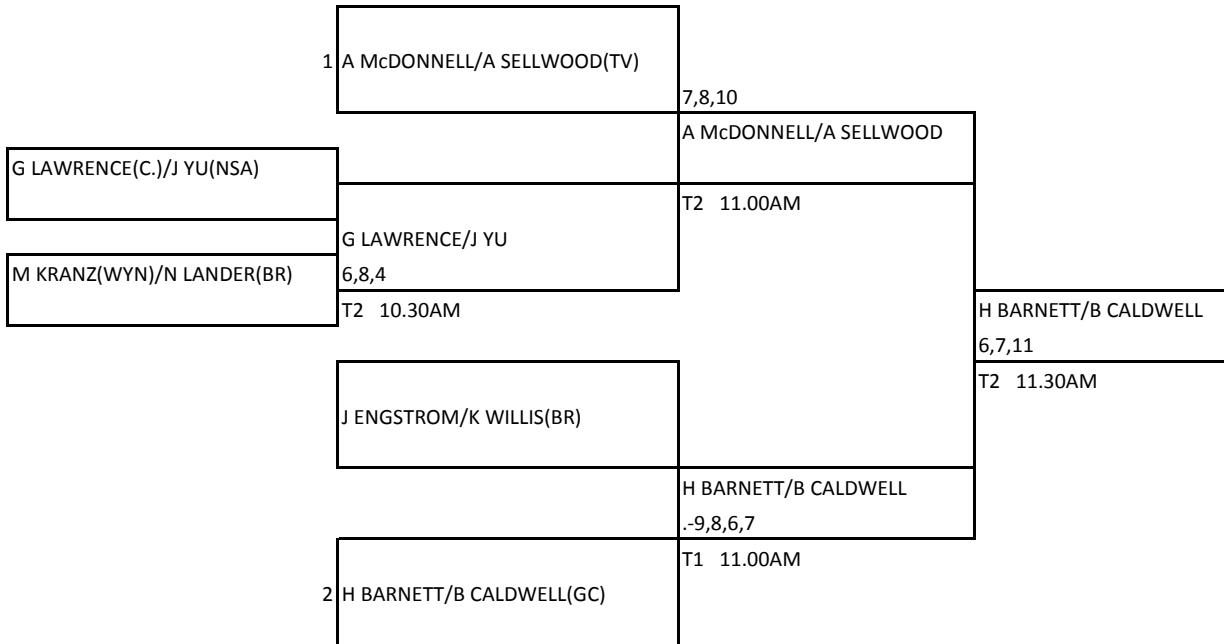 1 A McDONNELL/A SELLWOOD(TV)
7,8,10
A McDONNELL/A SELLWOOD
G LAWRENCE(C.)/J YU(NSA)
T2 11.00AM
G LAWRENCE/J YU
M KRANZ(WYN)/N LANDER(BR)
6,8,4
T2 10.30AM
H BARNETT/B CALDWELL
6,7,11
T2 11.30AM
J ENGSTROM/K WILLIS(BR)
H BARNETT/B CALDWELL
.-9,8,6,7
T1 11.00AM
2 H BARNETT/B CALDWELL(GC)